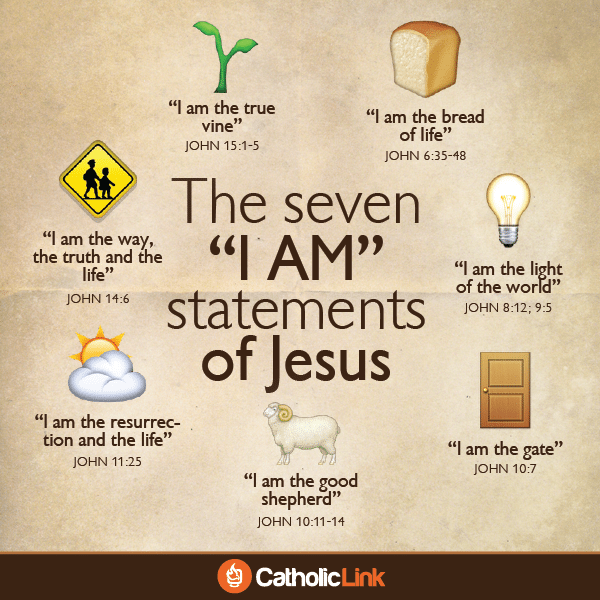 “I am the true
vine”
JOHN 15:1-5
“I am the bread
of life”
JOHN 6:35-48
“I am the way,
the truth and the
life”
JOHN 14:6
The seven
“I AM”
statements
of Jesus
“I am the light
of the world”
JOHN 8:12; 9:5
“I am the resurrec-
tion and the life”
JOHN 11:25
“I am the good
shepherd”
JOHN 10:11-14
“I am the gate”
JOHN 10:7
CatholicLink